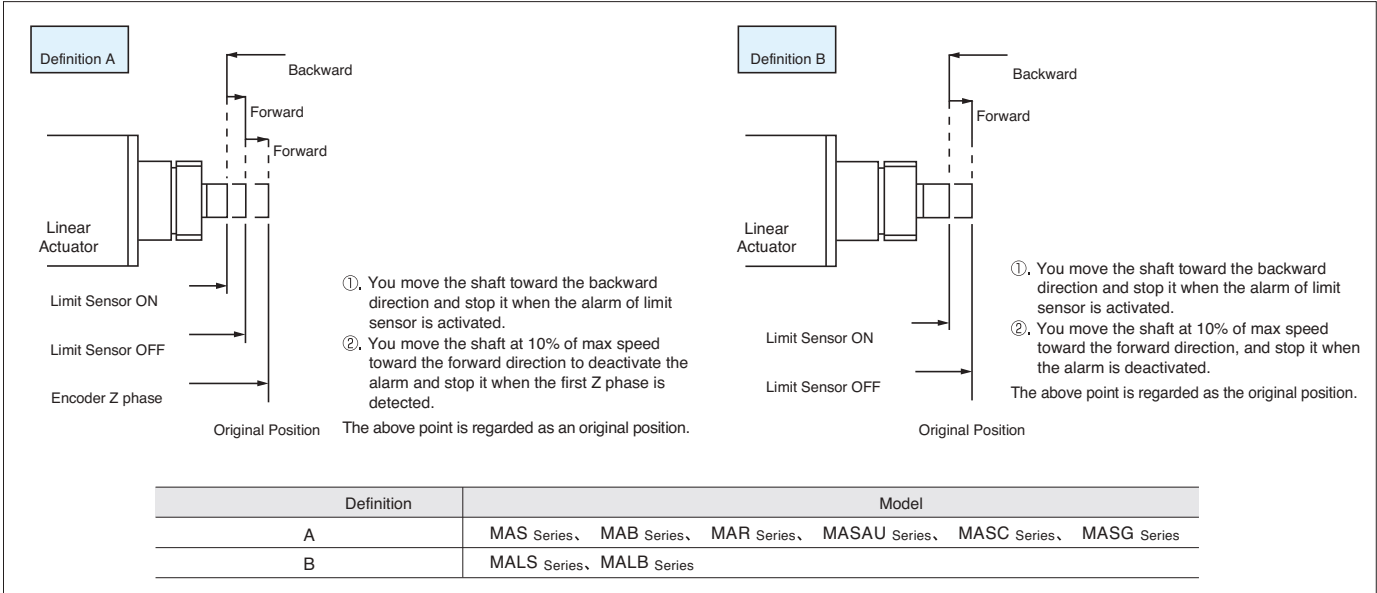 Definition A
Backward
Forward
Forward
Linear
Actuator
Limit Sensor ON
Limit Sensor OFF
Encoder Z phase
Original Position
①. You move the shaft toward the backward
direction and stop it when the alarm of limit
sensor is activated.
②. You move the shaft at 10% of max speed
toward the forward direction to deactivate the
alarm and stop it when the first Z phase is
detected.
The above point is regarded as an original position.
Definition B
Backward
Forward
Linear
Actuator
Limit Sensor ON
Limit Sensor OFF
Original Position
①. You move the shaft toward the backward
direction and stop it when the alarm of limit
sensor is activated.
②. You move the shaft at 10% of max speed
toward the forward direction, and stop it when
the alarm is deactivated.
The above point is regarded as the original position.
Definition Model
A MAS Series、 MAB Series、 MAR Series、 MASAU Series、 MASC Series、 MASG Series
B MALS Series、MALB Series